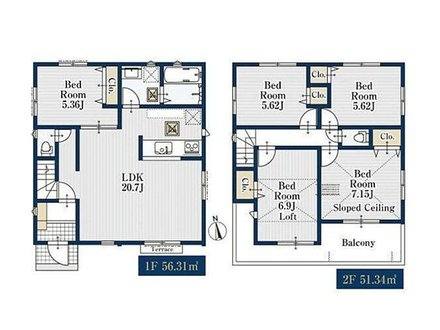 Bed
Room
5.36J
Clo.
LDK
20.7J
N
Terrace
1F 56.31㎡
Bed
Room
5.62J
Clo.
Clo.
Bed
Room
5.62J
Clo.
Clo.
Bed
Room
6.9J
Loft
Bed
Room
7.15J
Sloped Ceiling
Balcony
2F 51.34㎡